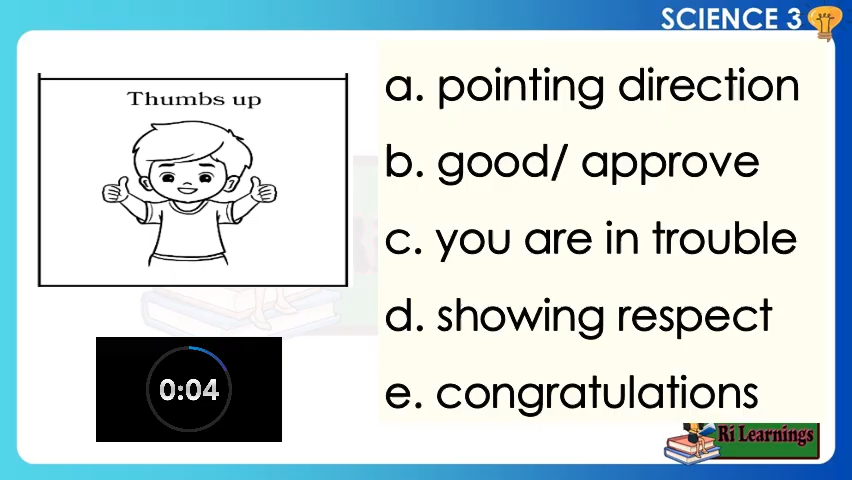 SCIENCE 3
Thumbs up
a. pointing direction
b. good/ approve
c. you are in trouble
d. showing respect
e. congratulations
0:04
Ri Learnings